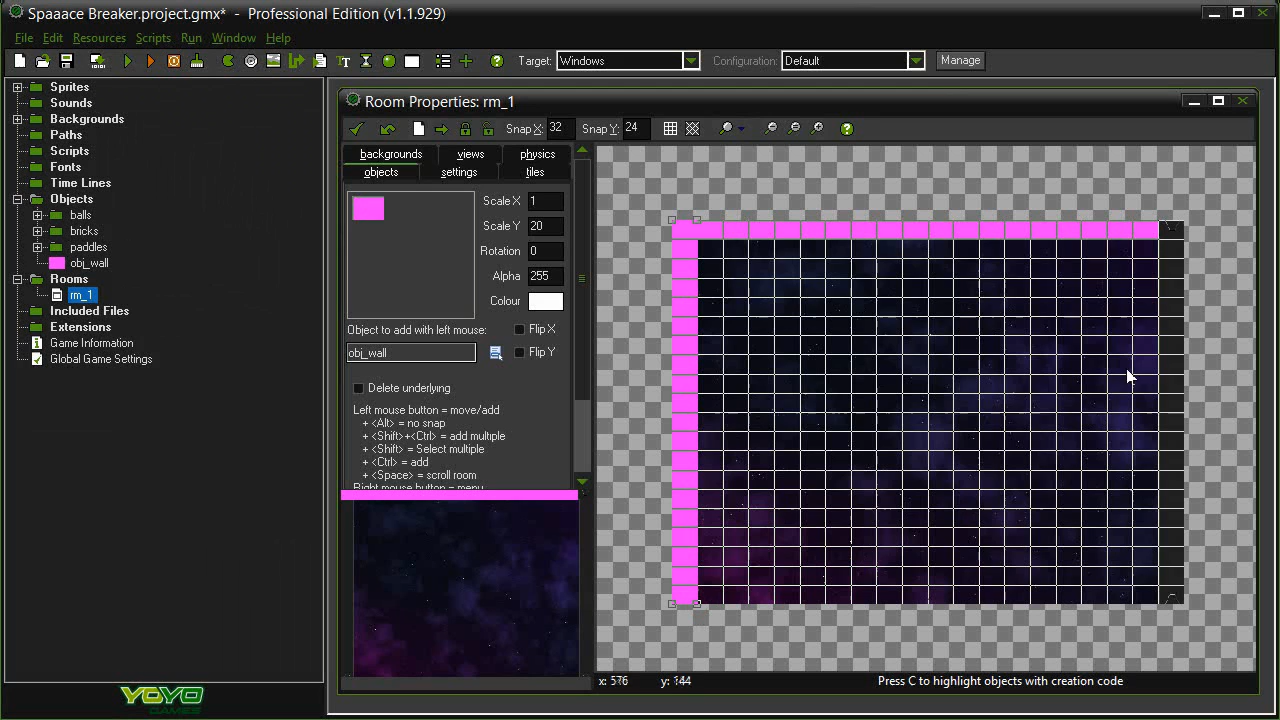 Spaaace Breaker.project.gmx* - Professional Edition (v1.1.929)
File Edit Resources Scripts Run Window Help
Target: Windows Configuration: Default Manage
Sprites
Sounds
Backgrounds
Paths
Scripts
Fonts
Time Lines
Objects
balls
bricks
paddles
obj_wall
Rooms
rm_1
Included Files
Extensions
Game Information
Global Game Settings
YOYO
GAMES
Room Properties: rm_1
Snap X: 32 Snap Y: 24
backgrounds views physics
objects settings tiles
Scale X 1
Scale Y 20
Rotation 0
Alpha 255
Colour
Object to add with left mouse: Flip X
obj_wall Flip Y
Delete underlying
Left mouse button = move/add
+ <Alt> = no snap
+ <Shift>+<Ctrl> = add multiple
+ <Shift> = Select multiple
+ <Ctrl> = add
+ <Space> = scroll room
Right mouse button = menu
x: 576 y: 144 Press C to highlight objects with creation code